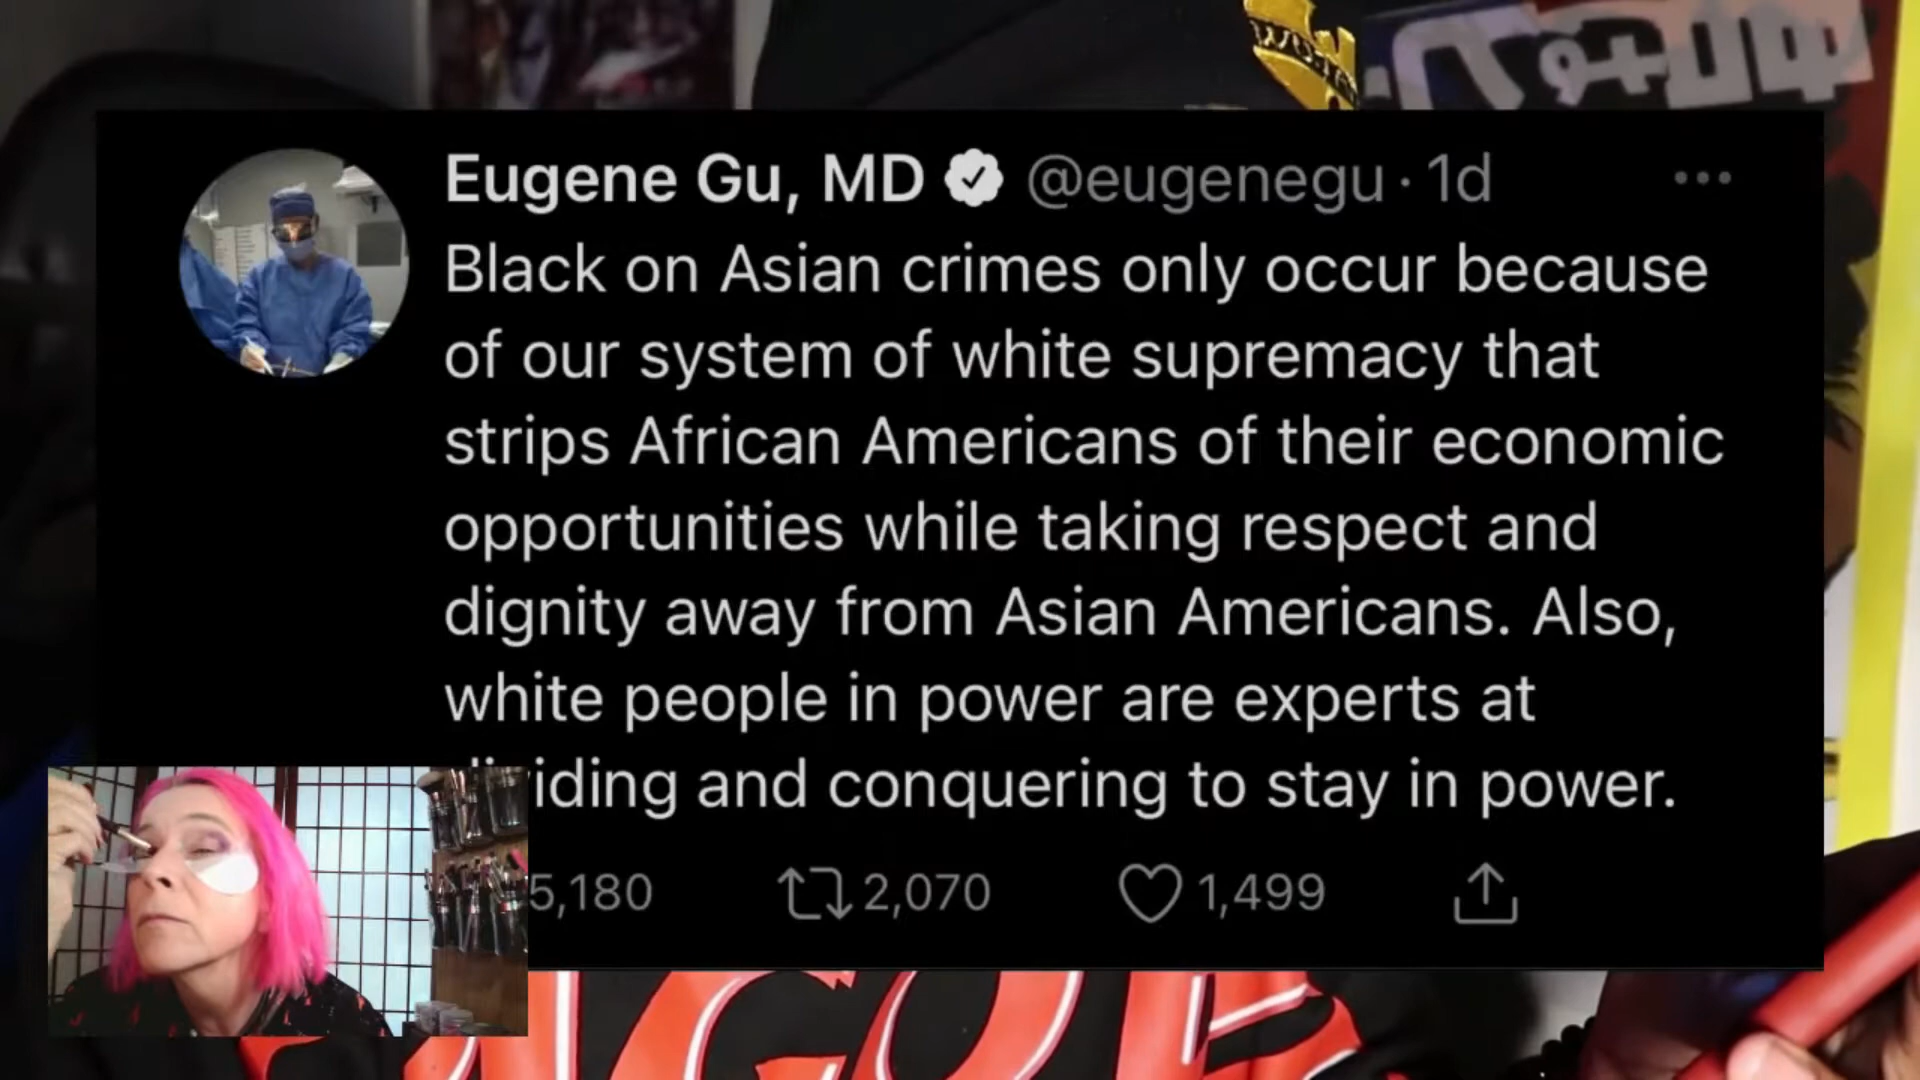 Eugene Gu, MD @eugenegu · 1d
Black on Asian crimes only occur because
of our system of white supremacy that
strips African Americans of their economic
opportunities while taking respect and
dignity away from Asian Americans. Also,
white people in power are experts at
and conquering to stay in power.
5,180 2,070 1,499